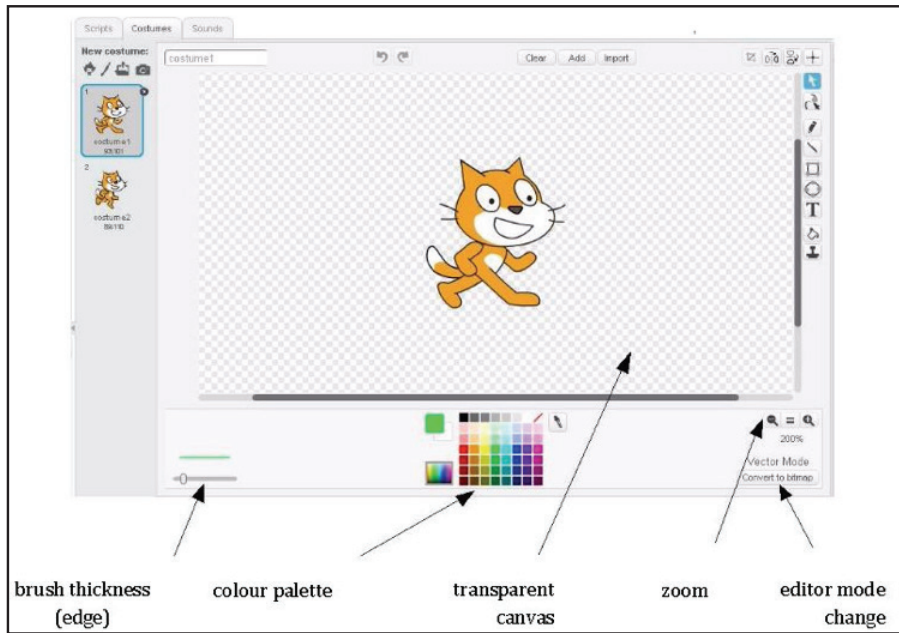 Scripts Costumes Sounds
New costume:
costume1
Clear Add Import
1
costume1
93x101
2
costume2
T
200%
Vector Mode
Convert to bitmap
brush thickness
(edge)
colour palette
transparent
canvas
zoom
editor mode
change